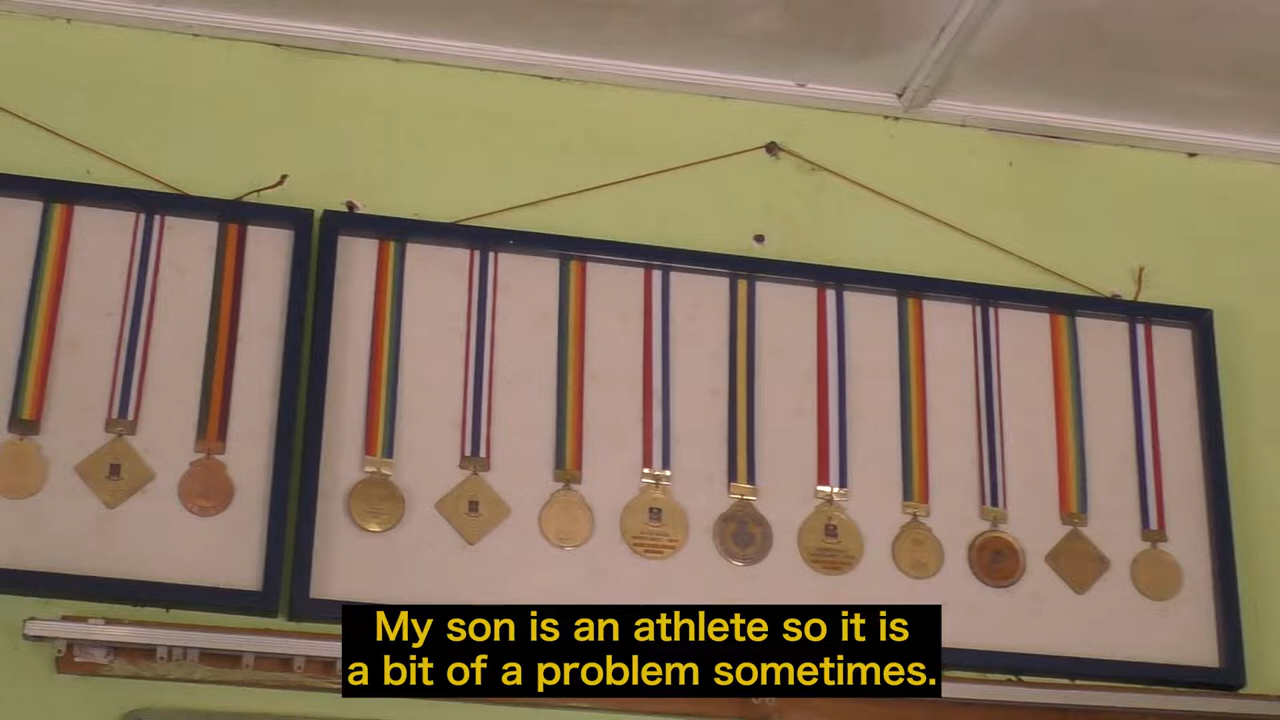 My son is an athlete so it is
a bit of a problem sometimes.